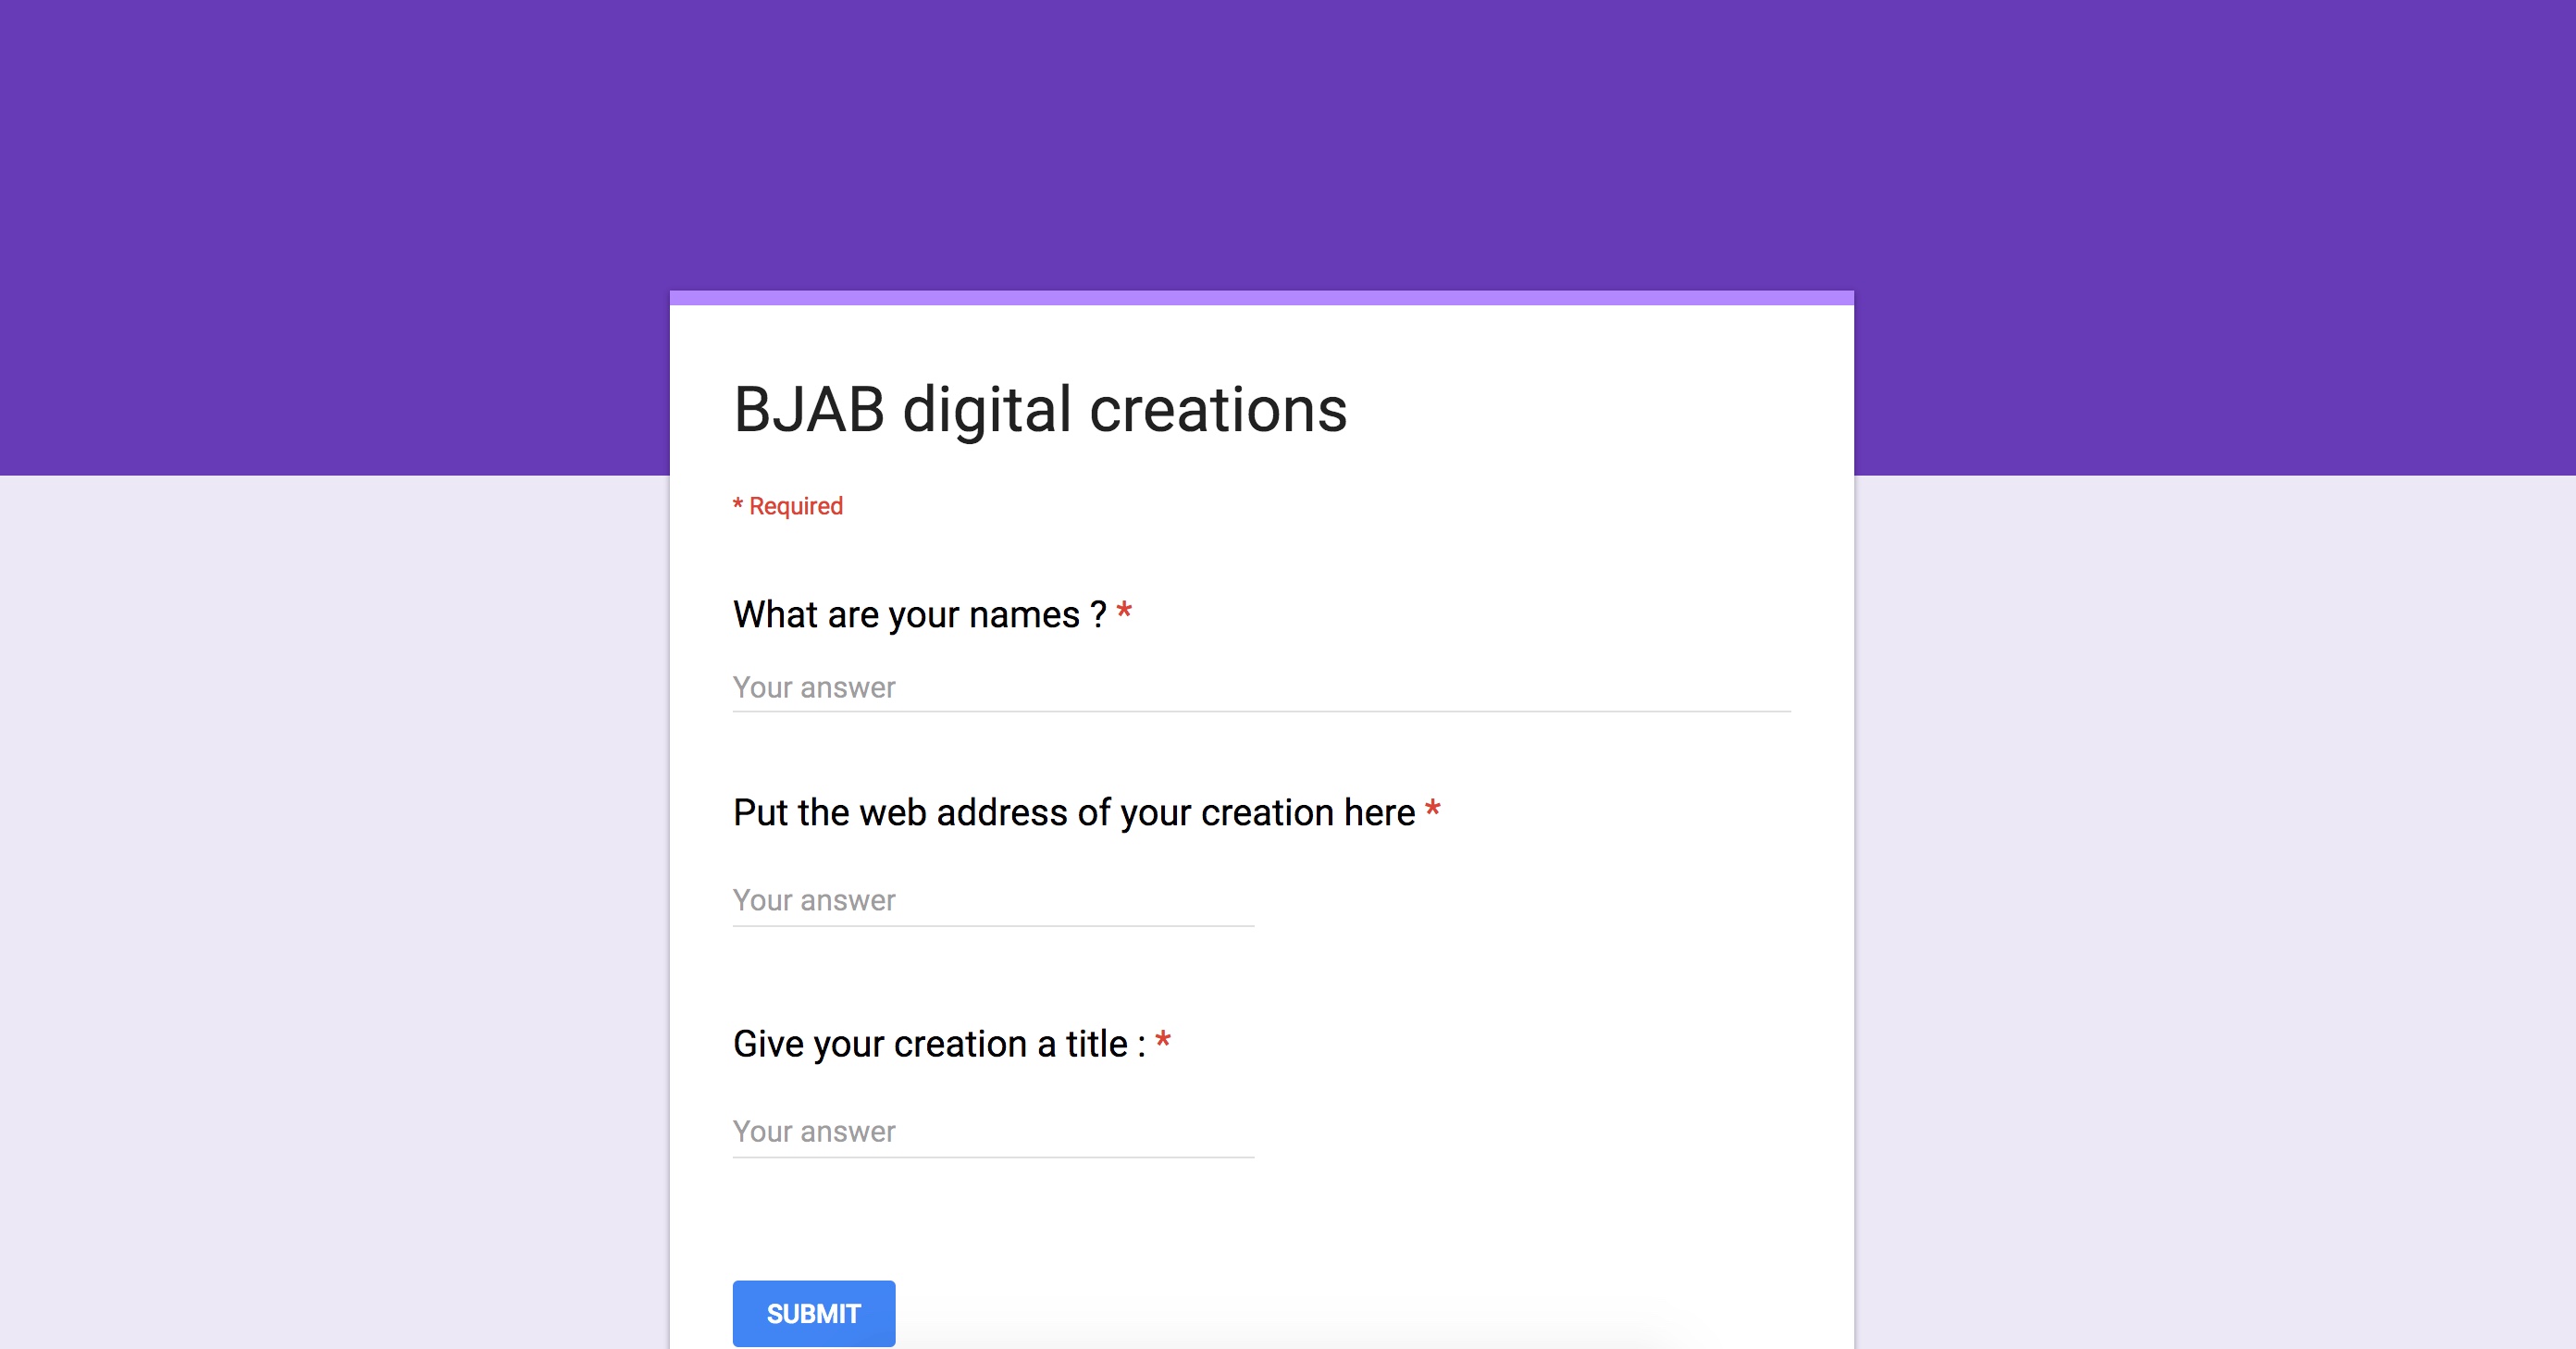 BJAB digital creations
* Required
What are your names ? *
Your answer
Put the web address of your creation here *
Your answer
Give your creation a title : *
Your answer
SUBMIT